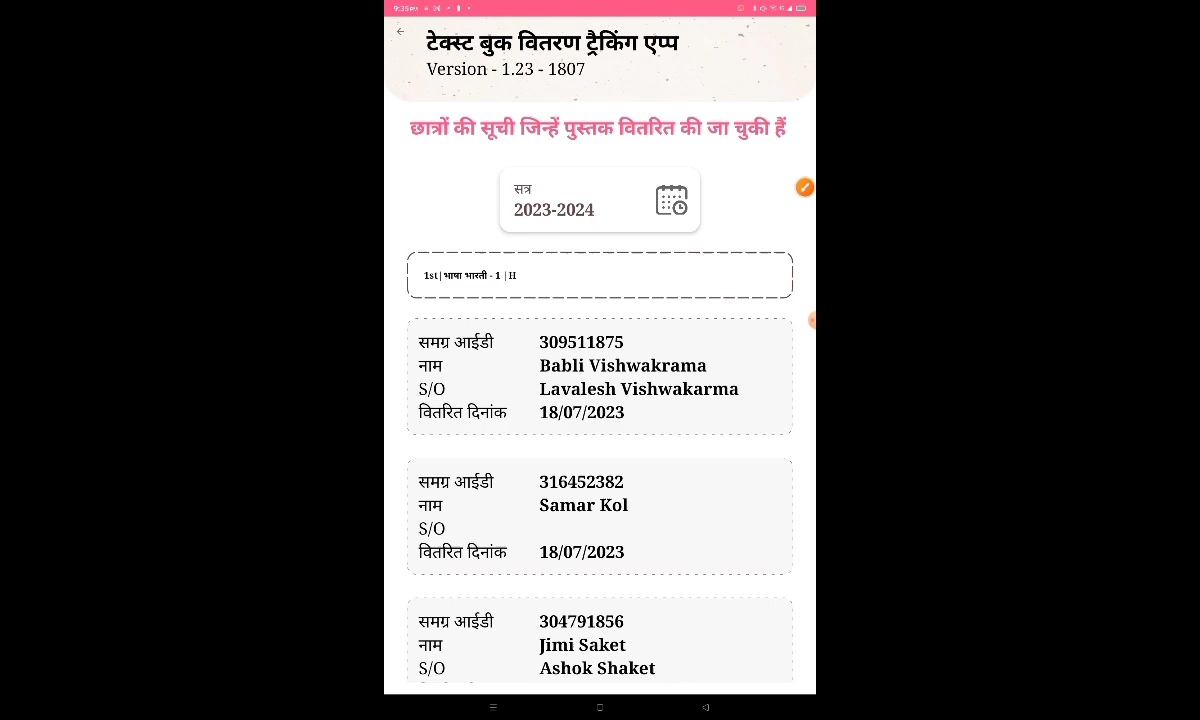 9:35PM
टेक्स्ट बुक वितरण ट्रैकिंग एप्प
Version - 1.23 - 1807
छात्रों की सूची जिन्हें पुस्तक वितरित की जा चुकी हैं
सत्र
2023-2024
1st|भाषा भारती - 1 |H
समग्र आईडी 309511875
नाम Babli Vishwakrama
S/O Lavalesh Vishwakarma
वितरित दिनांक 18/07/2023
समग्र आईडी 316452382
नाम Samar Kol
S/O
वितरित दिनांक 18/07/2023
समग्र आईडी 304791856
नाम Jimi Saket
S/O Ashok Shaket